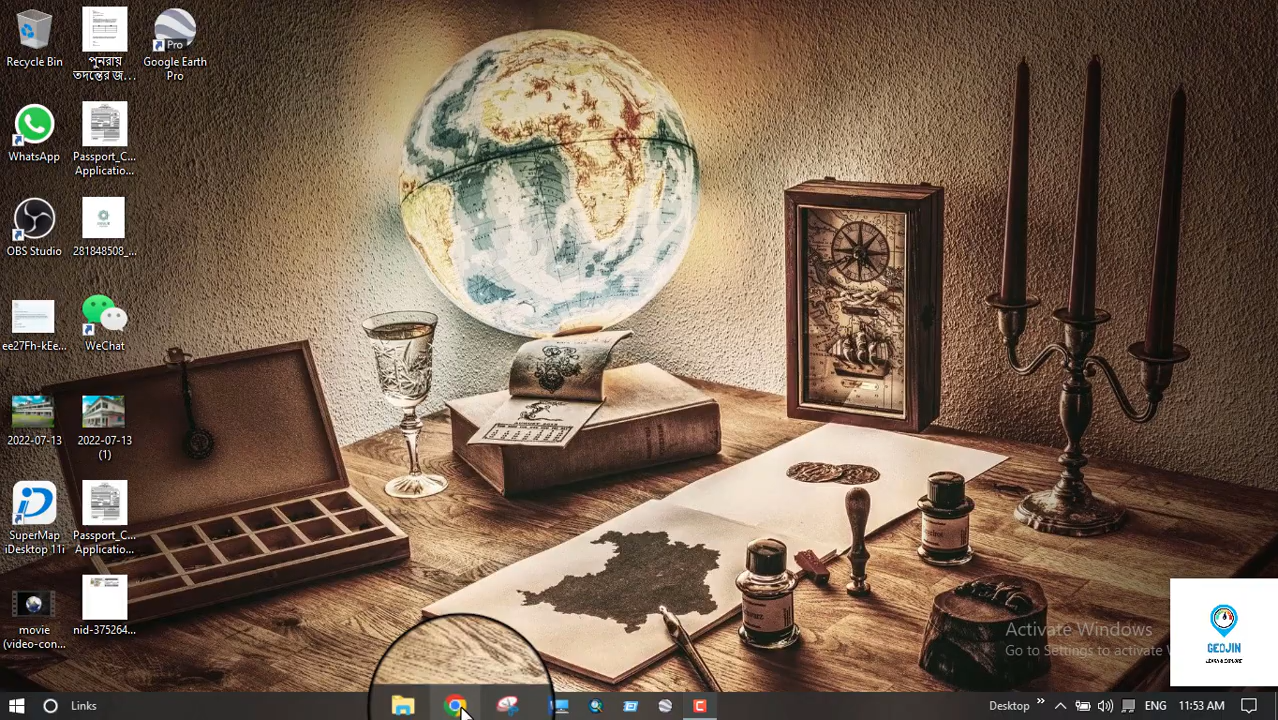 Recycle Bin
পুনরায়
তদন্তের জ...
Google Earth
Pro
WhatsApp
Passport_C...
Applicatio...
OBS Studio
281848508_...
ee27Fh-kEe...
WeChat
2022-07-13
2022-07-13
(1)
SuperMap
iDesktop 11i
Passport_C...
Applicatio...
movie
(video-con...
nid-375264...
Pro
AUGUST
Activate Windows
Go to Settings to activate W
GEOJIN
Links
Desktop
ENG
11:53 AM